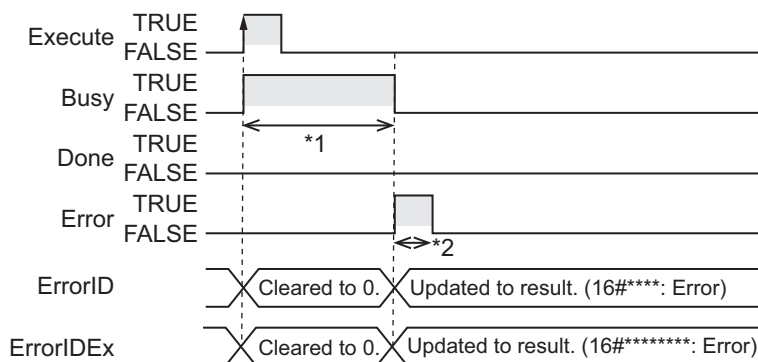 Execute TRUE
FALSE
Busy TRUE
FALSE
*1
Done TRUE
FALSE
Error TRUE
FALSE
*2
ErrorID Cleared to 0. Updated to result. (16#****: Error)
ErrorIDEx Cleared to 0. Updated to result. (16#********: Error)